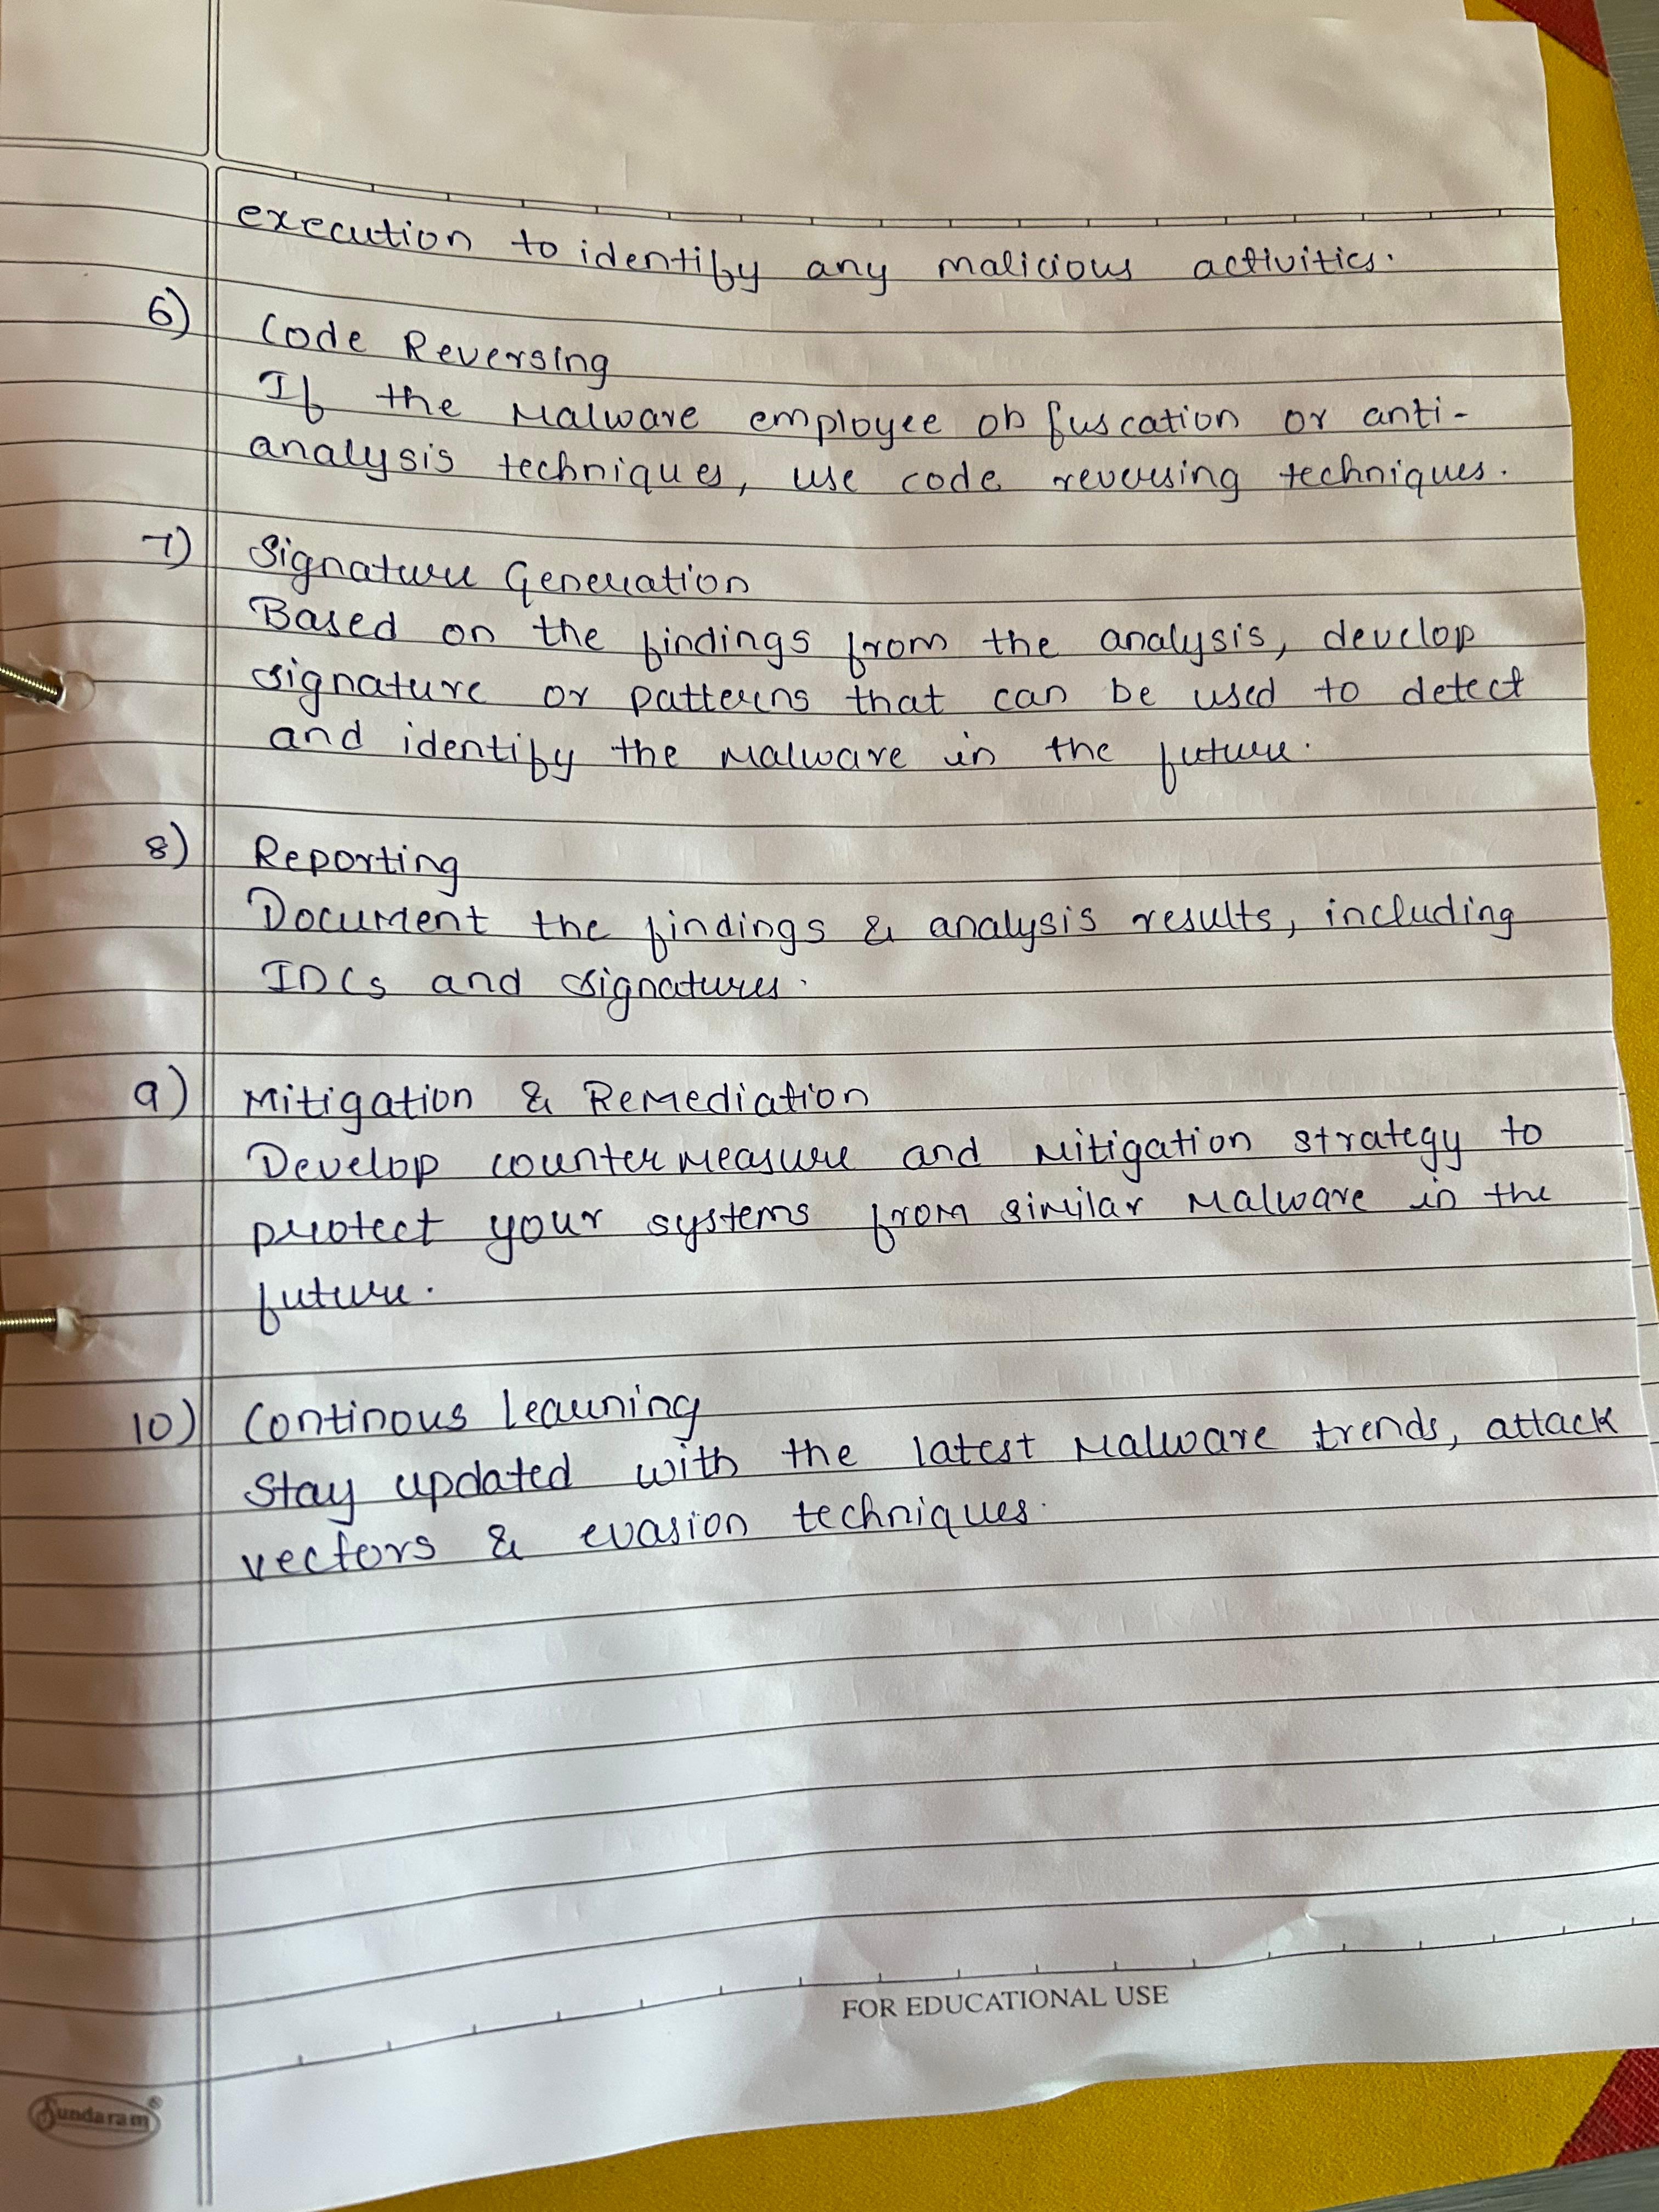 execution to identify any malicious activities.
6) Code Reversing
If the malware employee obfuscation or anti-
analysis techniques, use code reversing techniques.
7) Signature Generation
Based on the findings from the analysis, develop
signature or patterns that can be used to detect
and identify the malware in the future.
8) Reporting
Document the findings & analysis results, including
IOCs and signatures.
9) Mitigation & Remediation
Develop countermeasure and mitigation strategy to
protect your systems from similar malware in the
future.
10) Continous Learning
Stay updated with the latest malware trends, attack
vectors & evasion techniques.
FOR EDUCATIONAL USE
Sundaram®